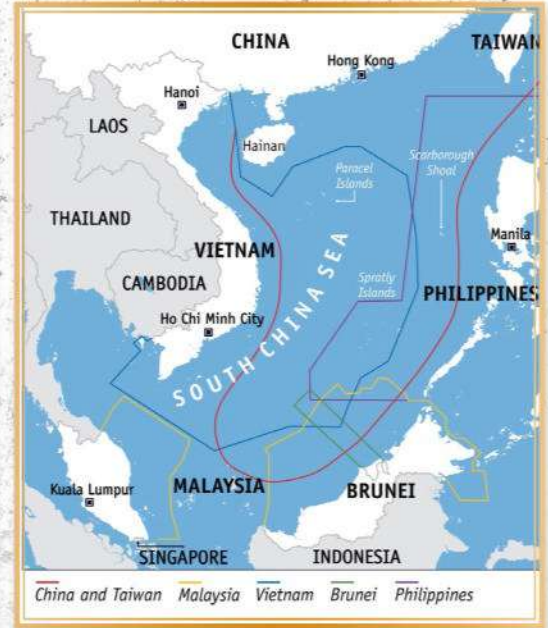 CHINA
TAIWAN
Hong Kong
Hanoi
LAOS
Hainan
Paracel
Islands
Scarborough
Shoal
THAILAND
VIETNAM
Manila
CAMBODIA
SOUTH CHINA SEA
Spratly
Islands
PHILIPPINES
Ho Chi Minh City
Kuala Lumpur
MALAYSIA
BRUNEI
SINGAPORE
INDONESIA
China and Taiwan Malaysia Vietnam Brunei Philippines